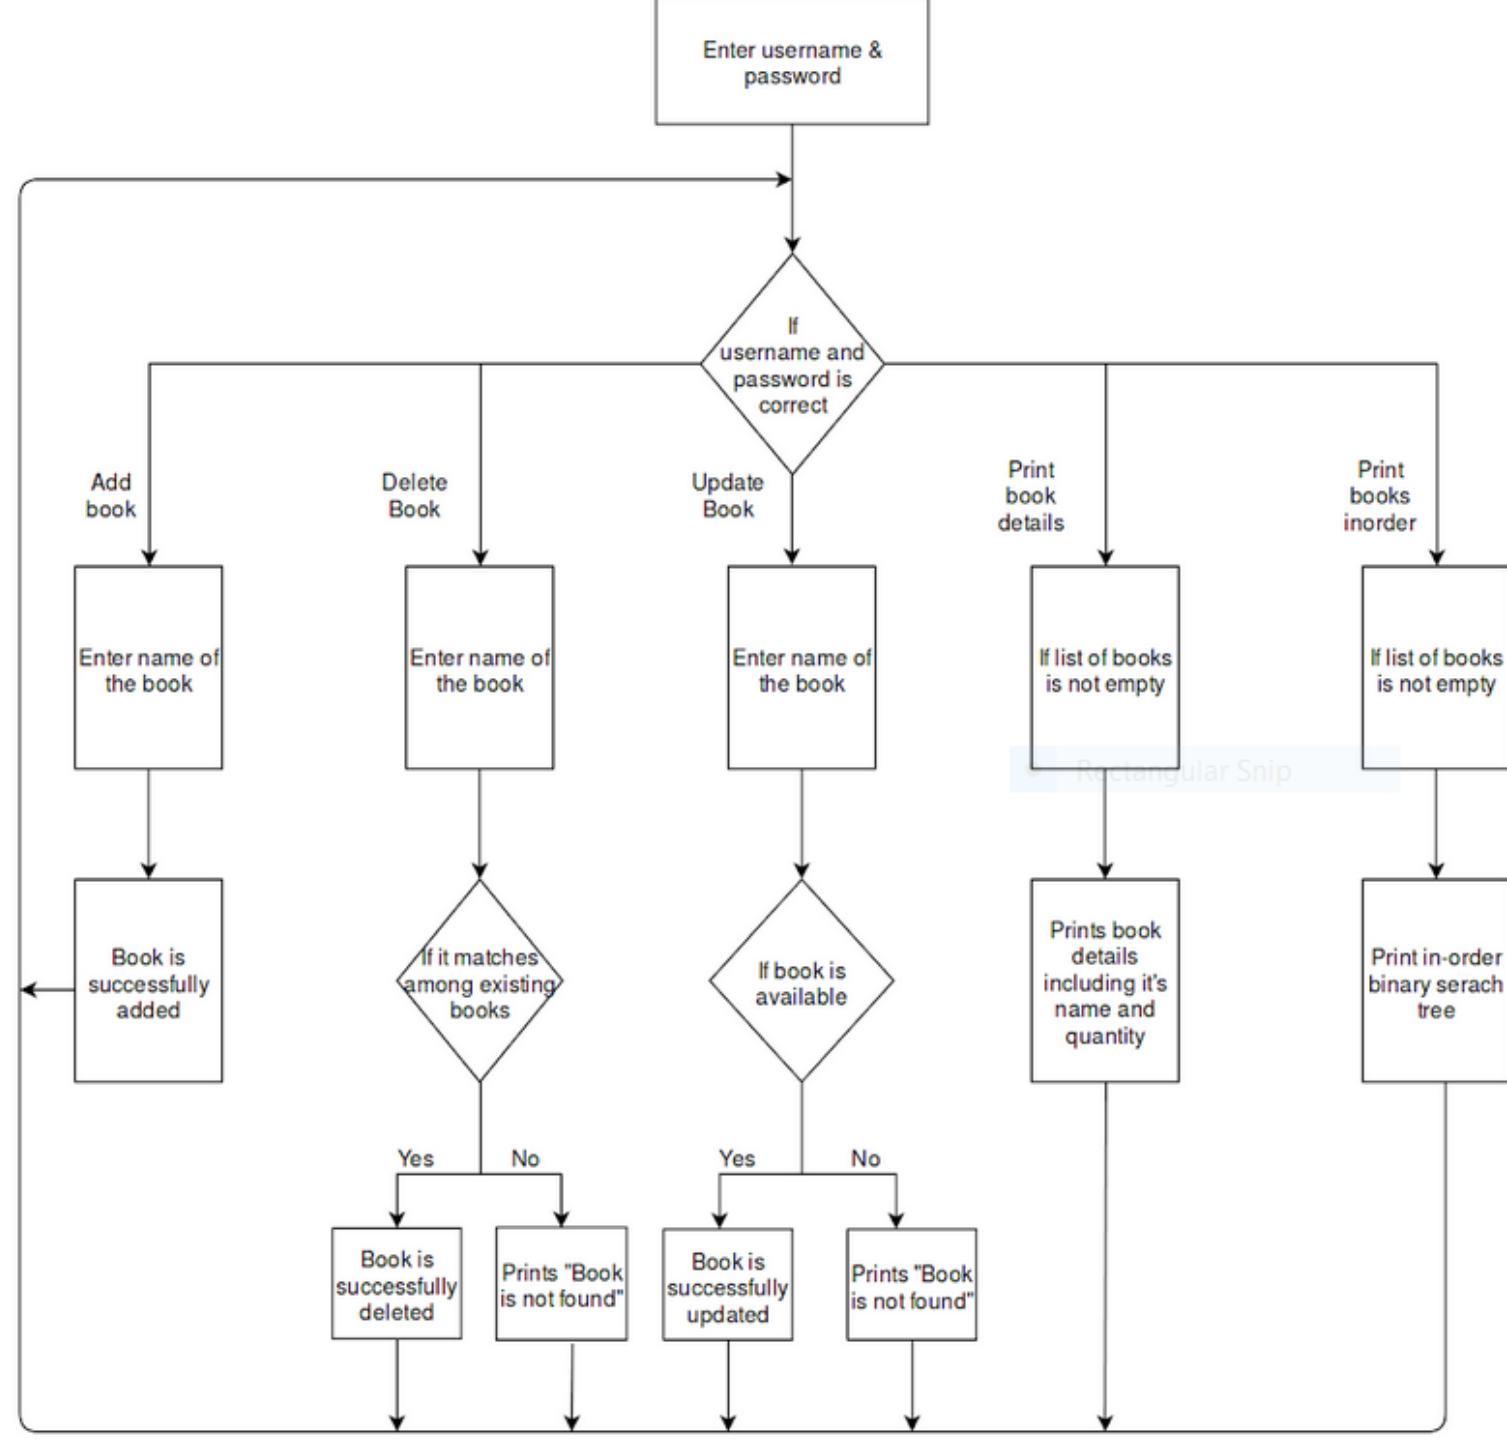 Enter username &
password
If
username and
password is
correct
Add
book
Delete
Book
Update
Book
Print
book
details
Print
books
inorder
Enter name of
the book
Enter name of
the book
Enter name of
the book
If list of books
is not empty
If list of books
is not empty
Rectangular Snip
Book is
successfully
added
If it matches
among existing
books
If book is
available
Prints book
details
including it's
name and
quantity
Print in-order
binary serach
tree
Yes
No
Yes
No
Book is
successfully
deleted
Prints "Book
is not found"
Book is
successfully
updated
Prints "Book
is not found"